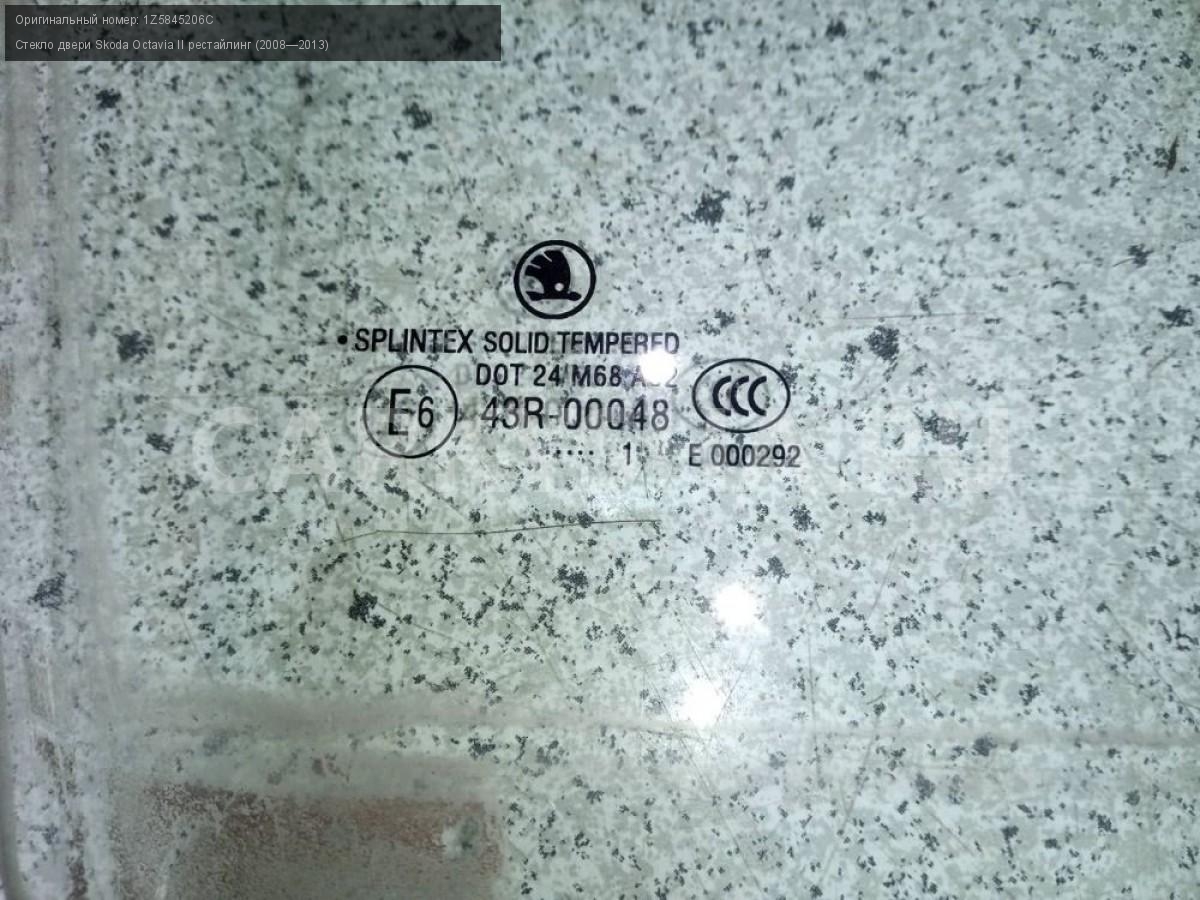 Оригинальный номер: 1Z5845206C
Стекло двери Skoda Octavia II рестайлинг (2008—2013)
• SPLINTEX SOLID TEMPERED
DOT 24 M68
E6 43R-00048 CCC
..... 1 E 000292